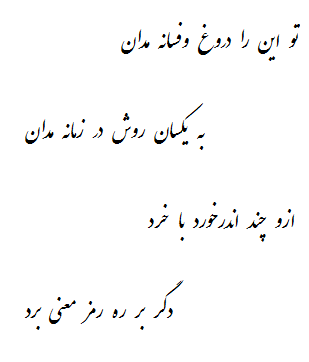 تو این را دروغ وفسانه مدان
به یکسان روش در زمانه مدان
ازو چند اندرخورد با خرد
دگر بر ره رمز معنی برد